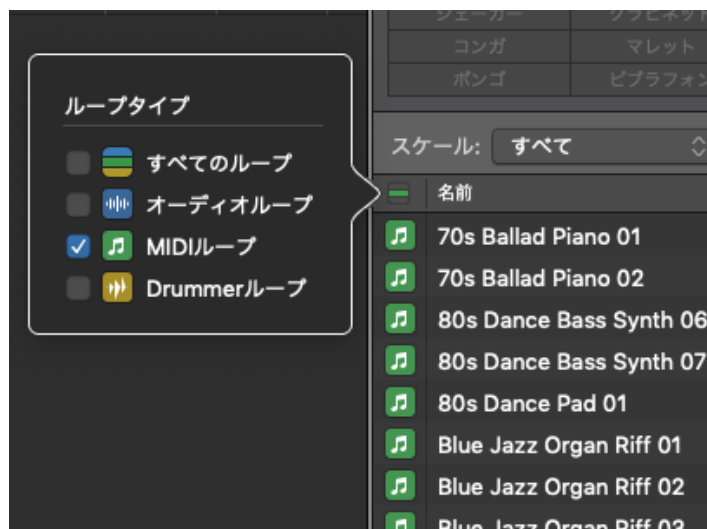 シェーカー
クラビネット
コンガ
マレット
ボンゴ
ビブラフォン
ループタイプ
すべてのループ
オーディオループ
MIDIループ
Drummerループ
スケール: すべて
名前
70s Ballad Piano 01
70s Ballad Piano 02
80s Dance Bass Synth 06
80s Dance Bass Synth 07
80s Dance Pad 01
Blue Jazz Organ Riff 01
Blue Jazz Organ Riff 02
Blue Jazz Organ Riff 03